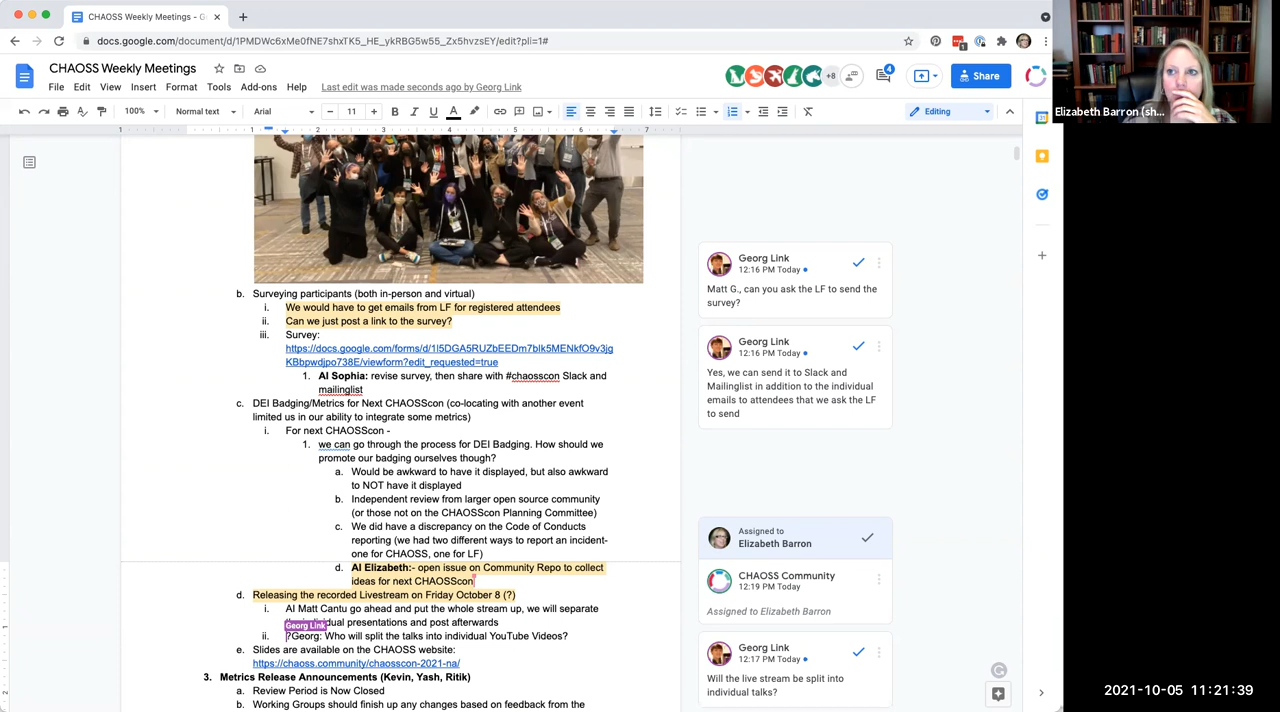 CHAOSS Weekly Meetings - G
docs.google.com/document/d/1PMDWc6xMe0fNE7shxTK5_HE_ykRBG5w55_Zx5hvzsEY/edit?pli=1#
CHAOSS Weekly Meetings
File Edit View Insert Format Tools Add-ons Help Last edit was made seconds ago by Georg Link
+8
4
Share
100% Normal text Arial 11 Editing
1 1 2 3 4 5 6 7
b. Surveying participants (both in-person and virtual)
i. We would have to get emails from LF for registered attendees
ii. Can we just post a link to the survey?
iii. Survey:
https://docs.google.com/forms/d/1l5DGA5RUZbEEDm7blk5MENkfO9v3jg
KBbpwdjpo738E/viewform?edit_requested=true
1. AI Sophia: revise survey, then share with #chaosscon Slack and
mailinglist
c. DEI Badging/Metrics for Next CHAOSScon (co-locating with another event
limited us in our ability to integrate some metrics)
i. For next CHAOSScon -
1. we can go through the process for DEI Badging. How should we
promote our badging ourselves though?
a. Would be awkward to have it displayed, but also awkward
to NOT have it displayed
b. Independent review from larger open source community
(or those not on the CHAOSScon Planning Committee)
c. We did have a discrepancy on the Code of Conducts
reporting (we had two different ways to report an incident-
one for CHAOSS, one for LF)
d. AI Elizabeth:- open issue on Community Repo to collect
ideas for next CHAOSScon
d. Releasing the recorded Livestream on Friday October 8 (?)
i. AI Matt Cantu go ahead and put the whole stream up, we will separate
Georg Link
presentations and post afterwards
ii. ?Georg: Who will split the talks into individual YouTube Videos?
e. Slides are available on the CHAOSS website:
https://chaoss.community/chaosscon-2021-na/
3. Metrics Release Announcements (Kevin, Yash, Ritik)
a. Review Period is Now Closed
b. Working Groups should finish up any changes based on feedback from the
Georg Link
12:16 PM Today
Matt G., can you ask the LF to send the
survey?
Georg Link
12:16 PM Today
Yes, we can send it to Slack and
Mailinglist in addition to the individual
emails to attendees that we ask the LF
to send
Assigned to
Elizabeth Barron
CHAOSS Community
12:19 PM Today
Assigned to Elizabeth Barron
Georg Link
12:17 PM Today
Will the live stream be split into
individual talks?
Elizabeth Barron (sh...
2021-10-05 11:21:39